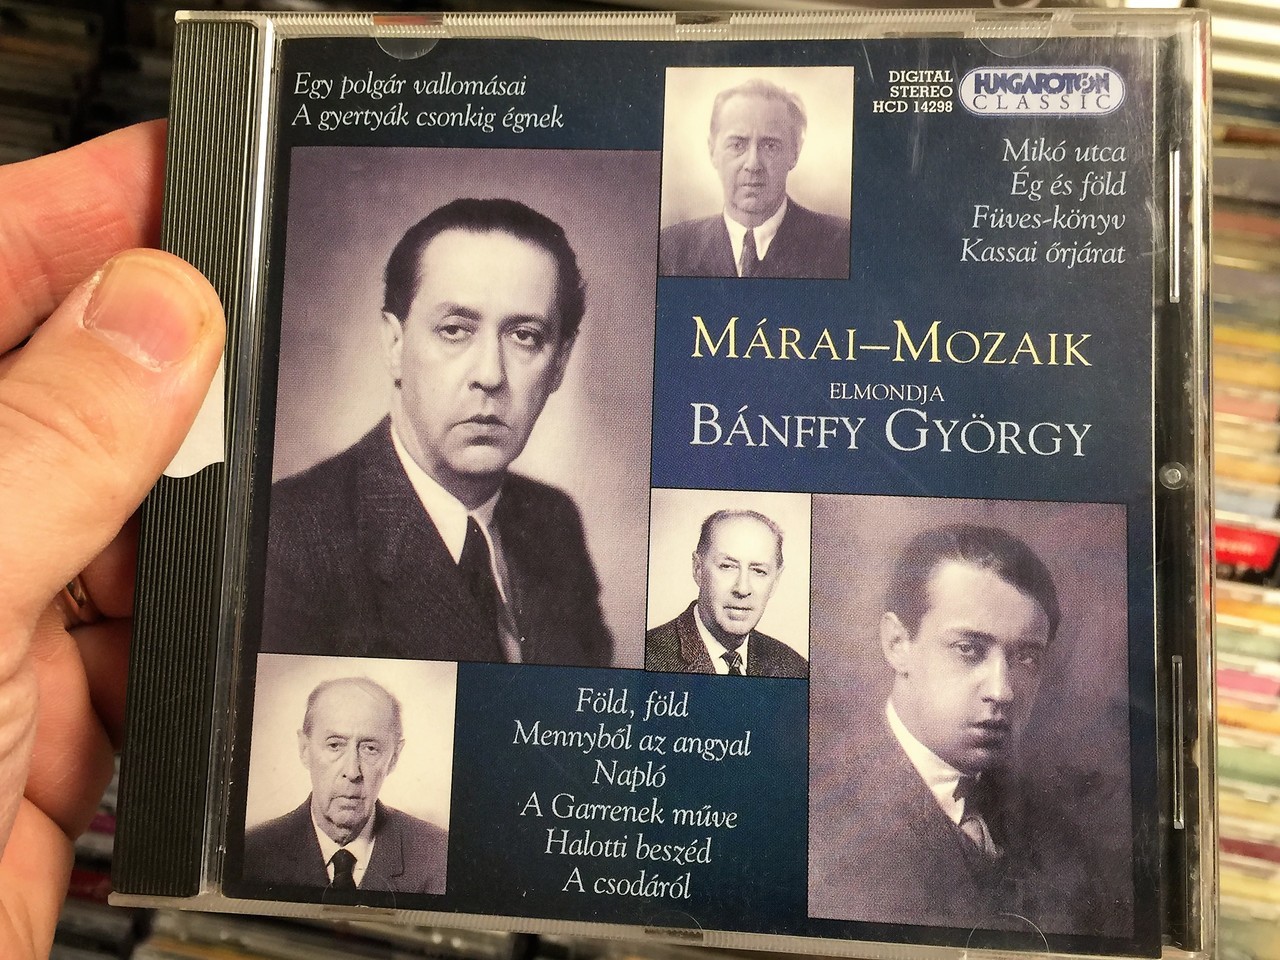 Egy polgár vallomásai
A gyertyák csonkig égnek
DIGITAL
STEREO
HCD 14298
HUNGAROTON
CLASSIC
Mikó utca
Ég és föld
Füves-könyv
Kassai őrjárat
MÁRAI–MOZAIK
ELMONDJA
BÁNFFY GYÖRGY
Föld, föld
Mennyből az angyal
Napló
A Garrenek műve
Halotti beszéd
A csodáról